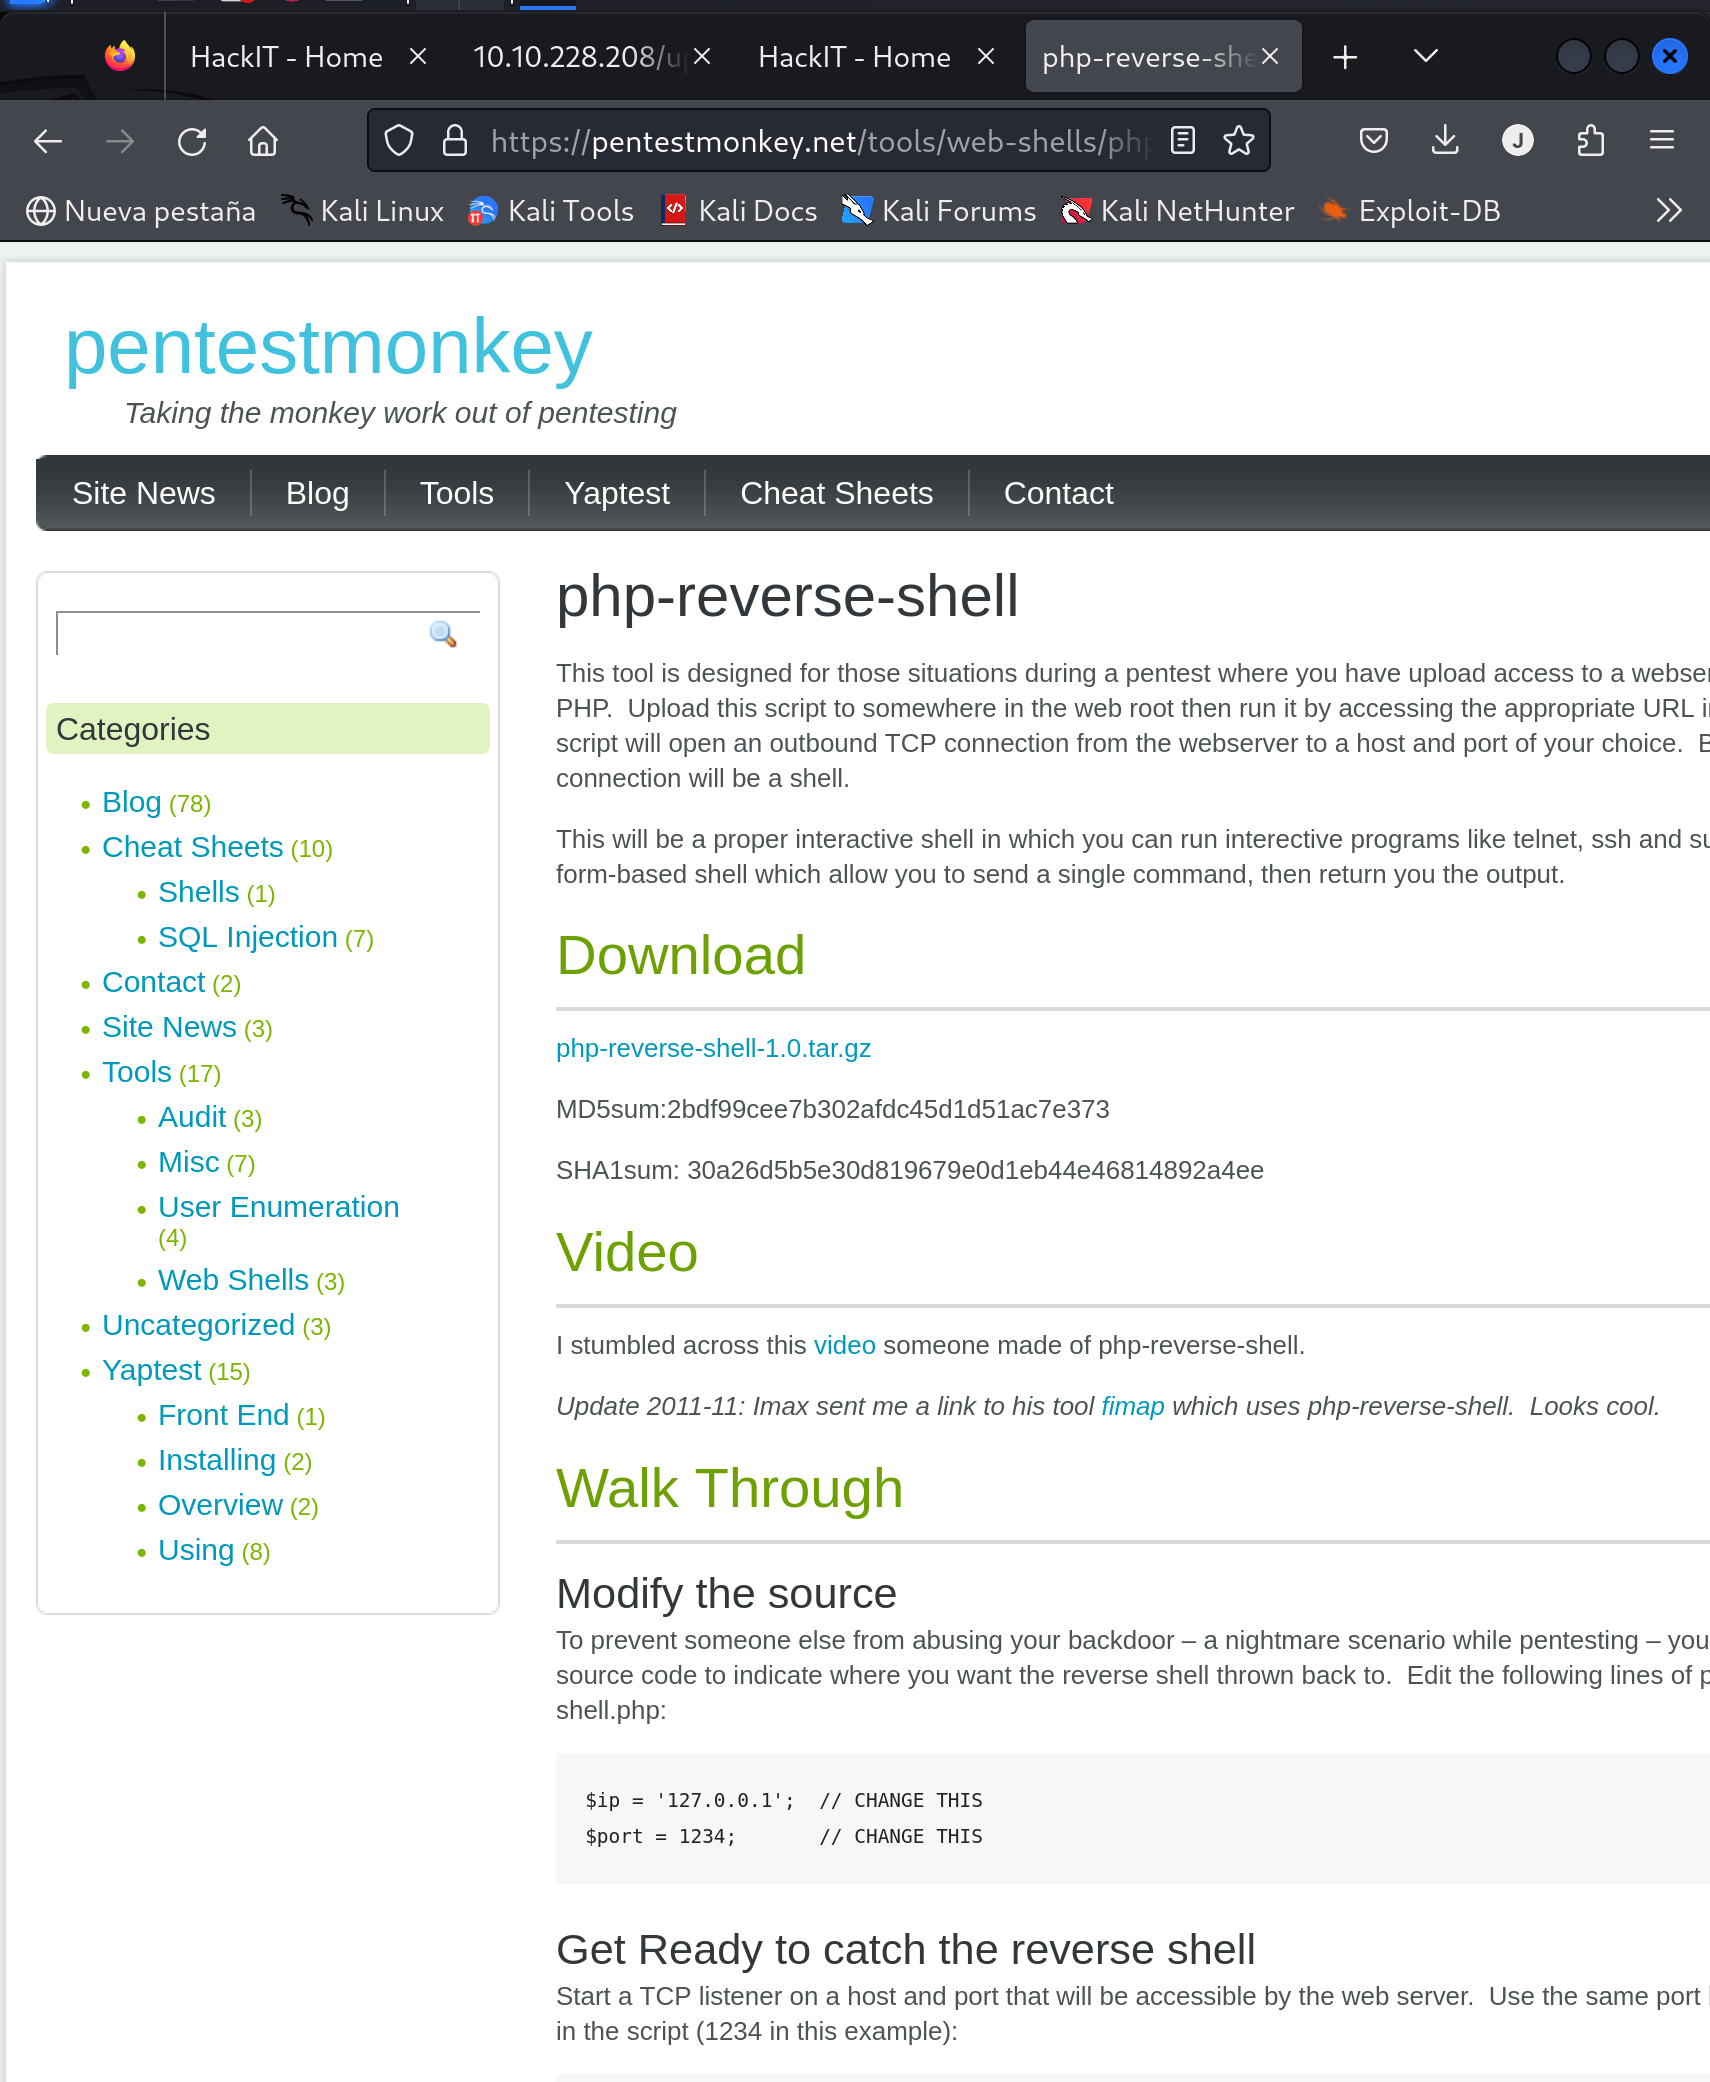 HackIT - Home
10.10.228.208/up
HackIT - Home
php-reverse-she
https://pentestmonkey.net/tools/web-shells/php
J
Nueva pestaña
Kali Linux
Kali Tools
Kali Docs
Kali Forums
Kali NetHunter
Exploit-DB
pentestmonkey
Taking the monkey work out of pentesting
Site News
Blog
Tools
Yaptest
Cheat Sheets
Contact
Categories
Blog (78)
Cheat Sheets (10)
Shells (1)
SQL Injection (7)
Contact (2)
Site News (3)
Tools (17)
Audit (3)
Misc (7)
User Enumeration
(4)
Web Shells (3)
Uncategorized (3)
Yaptest (15)
Front End (1)
Installing (2)
Overview (2)
Using (8)
php-reverse-shell
This tool is designed for those situations during a pentest where you have upload access to a webser
PHP.  Upload this script to somewhere in the web root then run it by accessing the appropriate URL i
script will open an outbound TCP connection from the webserver to a host and port of your choice.
connection will be a shell.
This will be a proper interactive shell in which you can run interective programs like telnet, ssh and su
form-based shell which allow you to send a single command, then return you the output.
Download
php-reverse-shell-1.0.tar.gz
MD5sum:2bdf99cee7b302afdc45d1d51ac7e373
SHA1sum: 30a26d5b5e30d819679e0d1eb44e46814892a4ee
Video
I stumbled across this video someone made of php-reverse-shell.
Update 2011-11: Imax sent me a link to his tool fimap which uses php-reverse-shell.  Looks cool.
Walk Through
Modify the source
To prevent someone else from abusing your backdoor – a nightmare scenario while pentesting – you
source code to indicate where you want the reverse shell thrown back to.  Edit the following lines of p
shell.php:
$ip = '127.0.0.1';  // CHANGE THIS
$port = 1234;       // CHANGE THIS
Get Ready to catch the reverse shell
Start a TCP listener on a host and port that will be accessible by the web server.  Use the same port
in the script (1234 in this example):